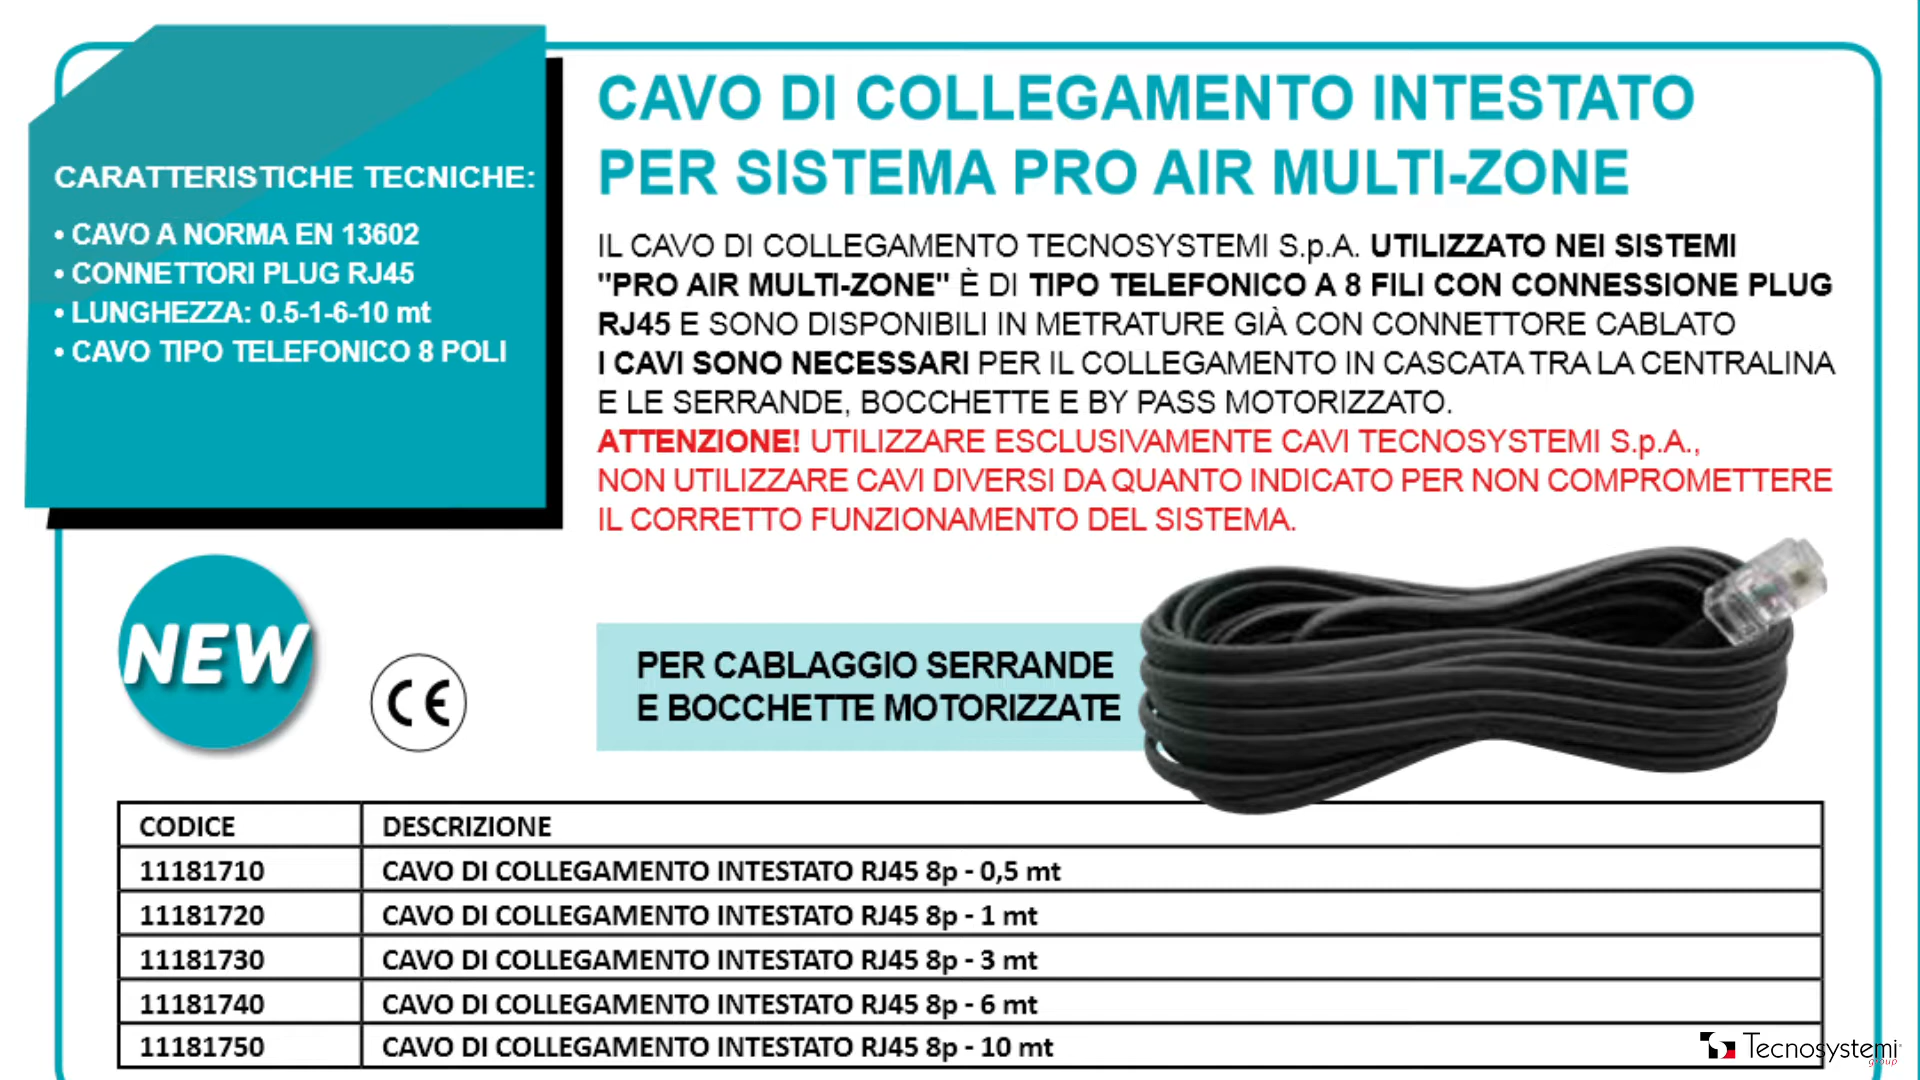 CARATTERISTICHE TECNICHE:
• CAVO A NORMA EN 13602
• CONNETTORI PLUG RJ45
• LUNGHEZZA: 0.5-1-6-10 mt
• CAVO TIPO TELEFONICO 8 POLI
CAVO DI COLLEGAMENTO INTESTATO
PER SISTEMA PRO AIR MULTI-ZONE
IL CAVO DI COLLEGAMENTO TECNOSYSTEMI S.p.A. UTILIZZATO NEI SISTEMI
"PRO AIR MULTI-ZONE" È DI TIPO TELEFONICO A 8 FILI CON CONNESSIONE PLUG
RJ45 E SONO DISPONIBILI IN METRATURE GIÀ CON CONNETTORE CABLATO
I CAVI SONO NECESSARI PER IL COLLEGAMENTO IN CASCATA TRA LA CENTRALINA
E LE SERRANDE, BOCCHETTE E BY PASS MOTORIZZATO.
ATTENZIONE! UTILIZZARE ESCLUSIVAMENTE CAVI TECNOSYSTEMI S.p.A.,
NON UTILIZZARE CAVI DIVERSI DA QUANTO INDICATO PER NON COMPROMETTERE
IL CORRETTO FUNZIONAMENTO DEL SISTEMA.
NEW
CE
PER CABLAGGIO SERRANDE
E BOCCHETTE MOTORIZZATE
CODICE DESCRIZIONE
11181710 CAVO DI COLLEGAMENTO INTESTATO RJ45 8p - 0,5 mt
11181720 CAVO DI COLLEGAMENTO INTESTATO RJ45 8p - 1 mt
11181730 CAVO DI COLLEGAMENTO INTESTATO RJ45 8p - 3 mt
11181740 CAVO DI COLLEGAMENTO INTESTATO RJ45 8p - 6 mt
11181750 CAVO DI COLLEGAMENTO INTESTATO RJ45 8p - 10 mt
Tecnosystemi
group